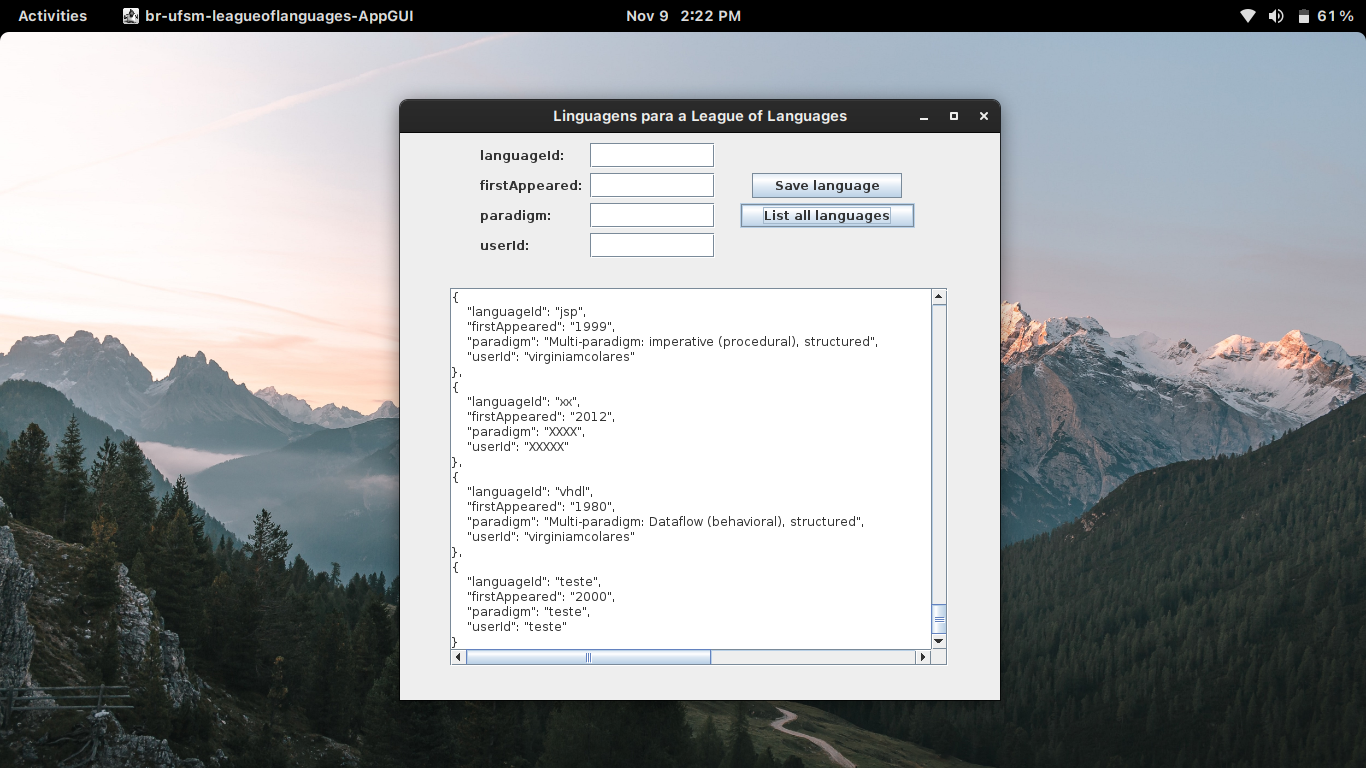 Activities br-ufsm-leagueoflanguages-AppGUI Nov 9 2:22 PM 61%
Linguagens para a League of Languages
languageId:
firstAppeared: Save language
paradigm: List all languages
userId:
{
"languageId": "jsp",
"firstAppeared": "1999",
"paradigm": "Multi-paradigm: imperative (procedural), structured",
"userId": "virginiamcolares"
},
{
"languageId": "xx",
"firstAppeared": "2012",
"paradigm": "XXXX",
"userId": "XXXXX"
},
{
"languageId": "vhdl",
"firstAppeared": "1980",
"paradigm": "Multi-paradigm: Dataflow (behavioral), structured",
"userId": "virginiamcolares"
},
{
"languageId": "teste",
"firstAppeared": "2000",
"paradigm": "teste",
"userId": "teste"
}